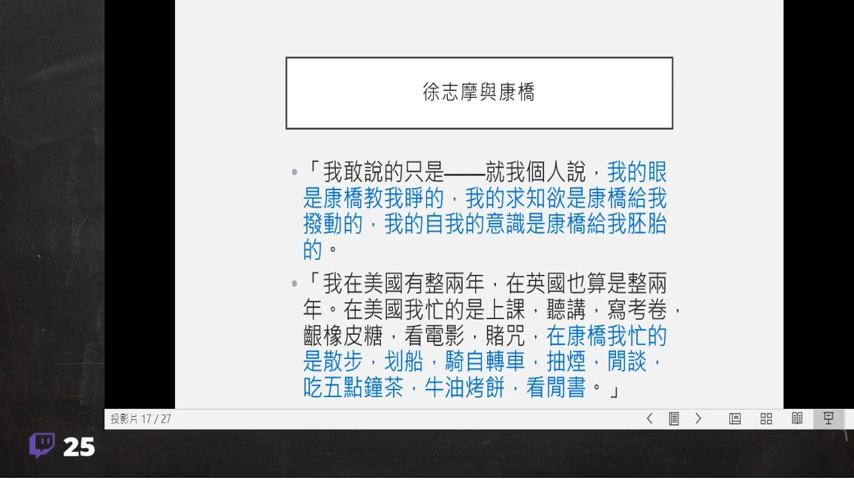 徐志摩與康橋
•「我敢說的只是——就我個人說，我的眼
是康橋教我睜的，我的求知欲是康橋給我
撥動的，我的自我的意識是康橋給我胚胎
的。
•「我在美國有整兩年，在英國也算是整兩
年。在美國我忙的是上課，聽講，寫考卷，
齦橡皮糖，看電影，賭咒，在康橋我忙的
是散步，划船，騎自轉車，抽煙，閒談，
吃五點鐘茶，牛油烤餅，看閒書。」
投影片 17 / 27
25